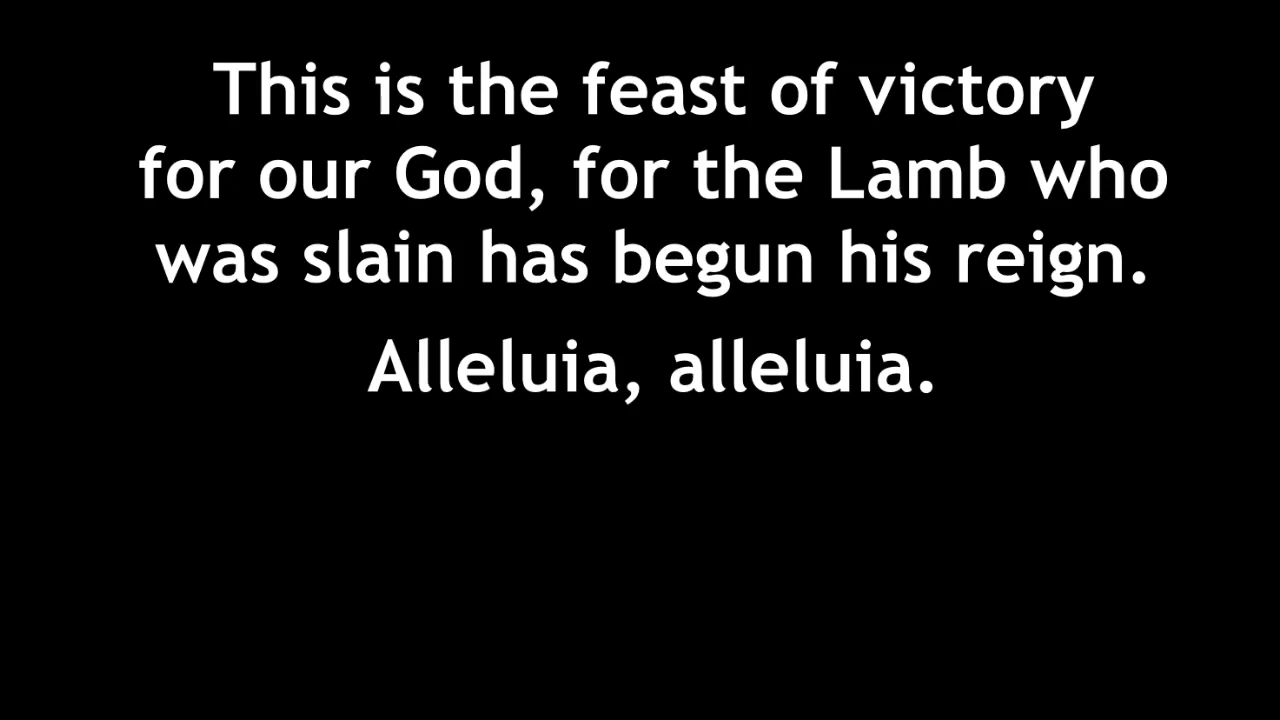 This is the feast of victory
for our God, for the Lamb who
was slain has begun his reign.
Alleluia, alleluia.